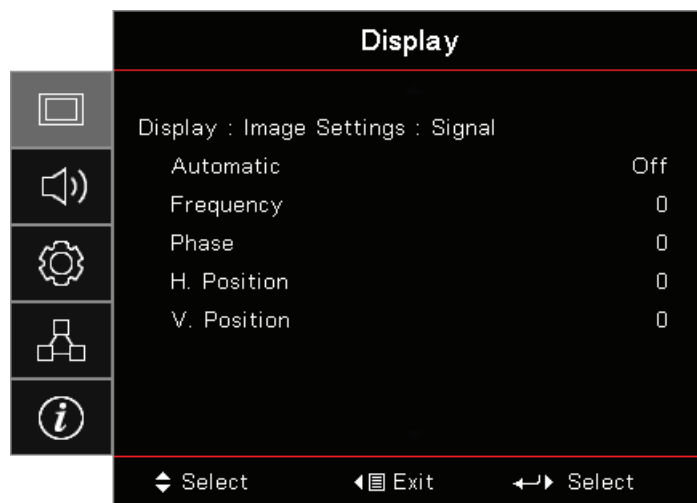 Display
Display : Image Settings : Signal
Automatic Off
Frequency 0
Phase 0
H. Position 0
V. Position 0
Select Exit Select